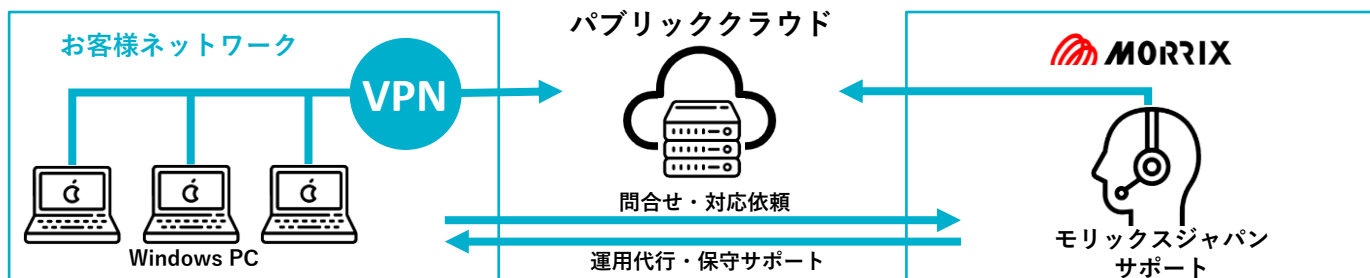 お客様ネットワーク
VPN
Windows PC
パブリッククラウド
問合せ・対応依頼
運用代行・保守サポート
MORRIX
モリックスジャパン
サポート